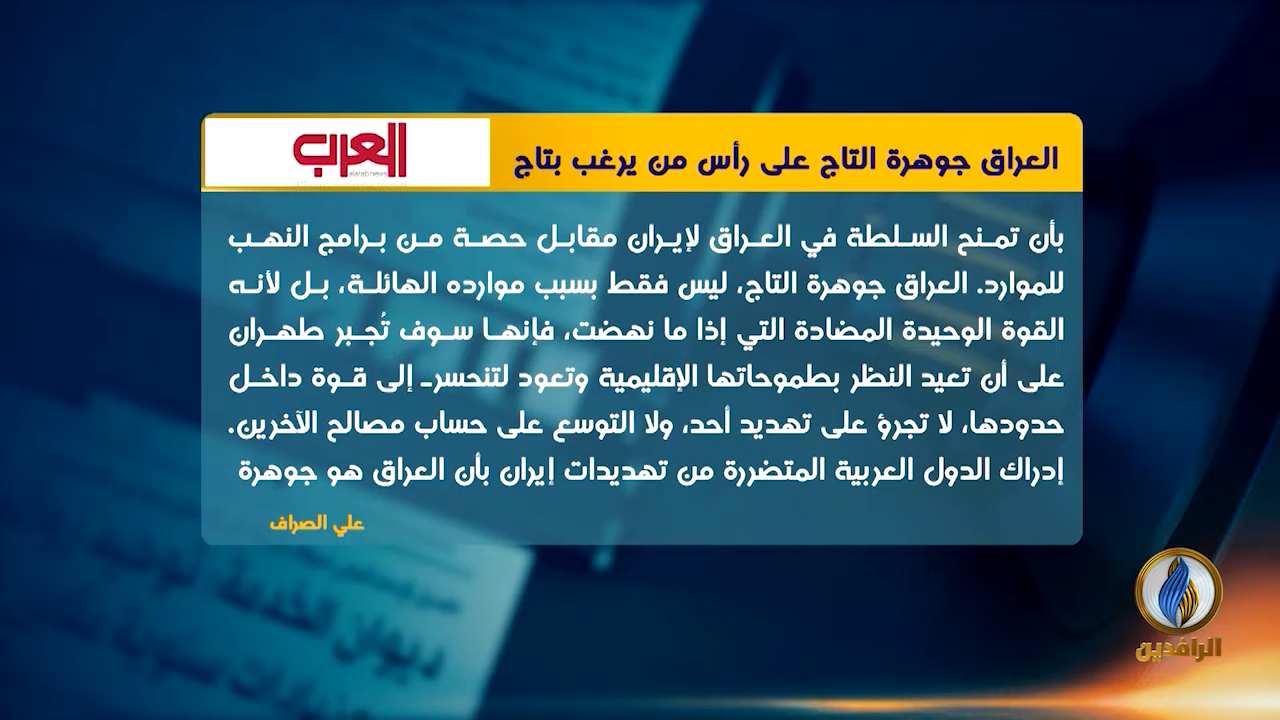 العراق جوهرة التاج على رأس من يرغب بتاج
العرب
alarab news
بأن تمنح السلطة في العراق لإيران مقابل حصة من برامج النهب
للموارد. العراق جوهرة التاج، ليس فقط بسبب موارده الهائلة، بل لأنه
القوة الوحيدة المضادة التي إذا ما نهضت، فإنها سوف تُجبر طهران
على أن تعيد النظر بطموحاتها الإقليمية وتعود لتنحسر إلى قوة داخل
حدودها، لا تجرؤ على تهديد أحد، ولا التوسع على حساب مصالح الآخرين.
إدراك الدول العربية المتضررة من تهديدات إيران بأن العراق هو جوهرة
علي الصراف
الرافدين
ديوان الخدمة